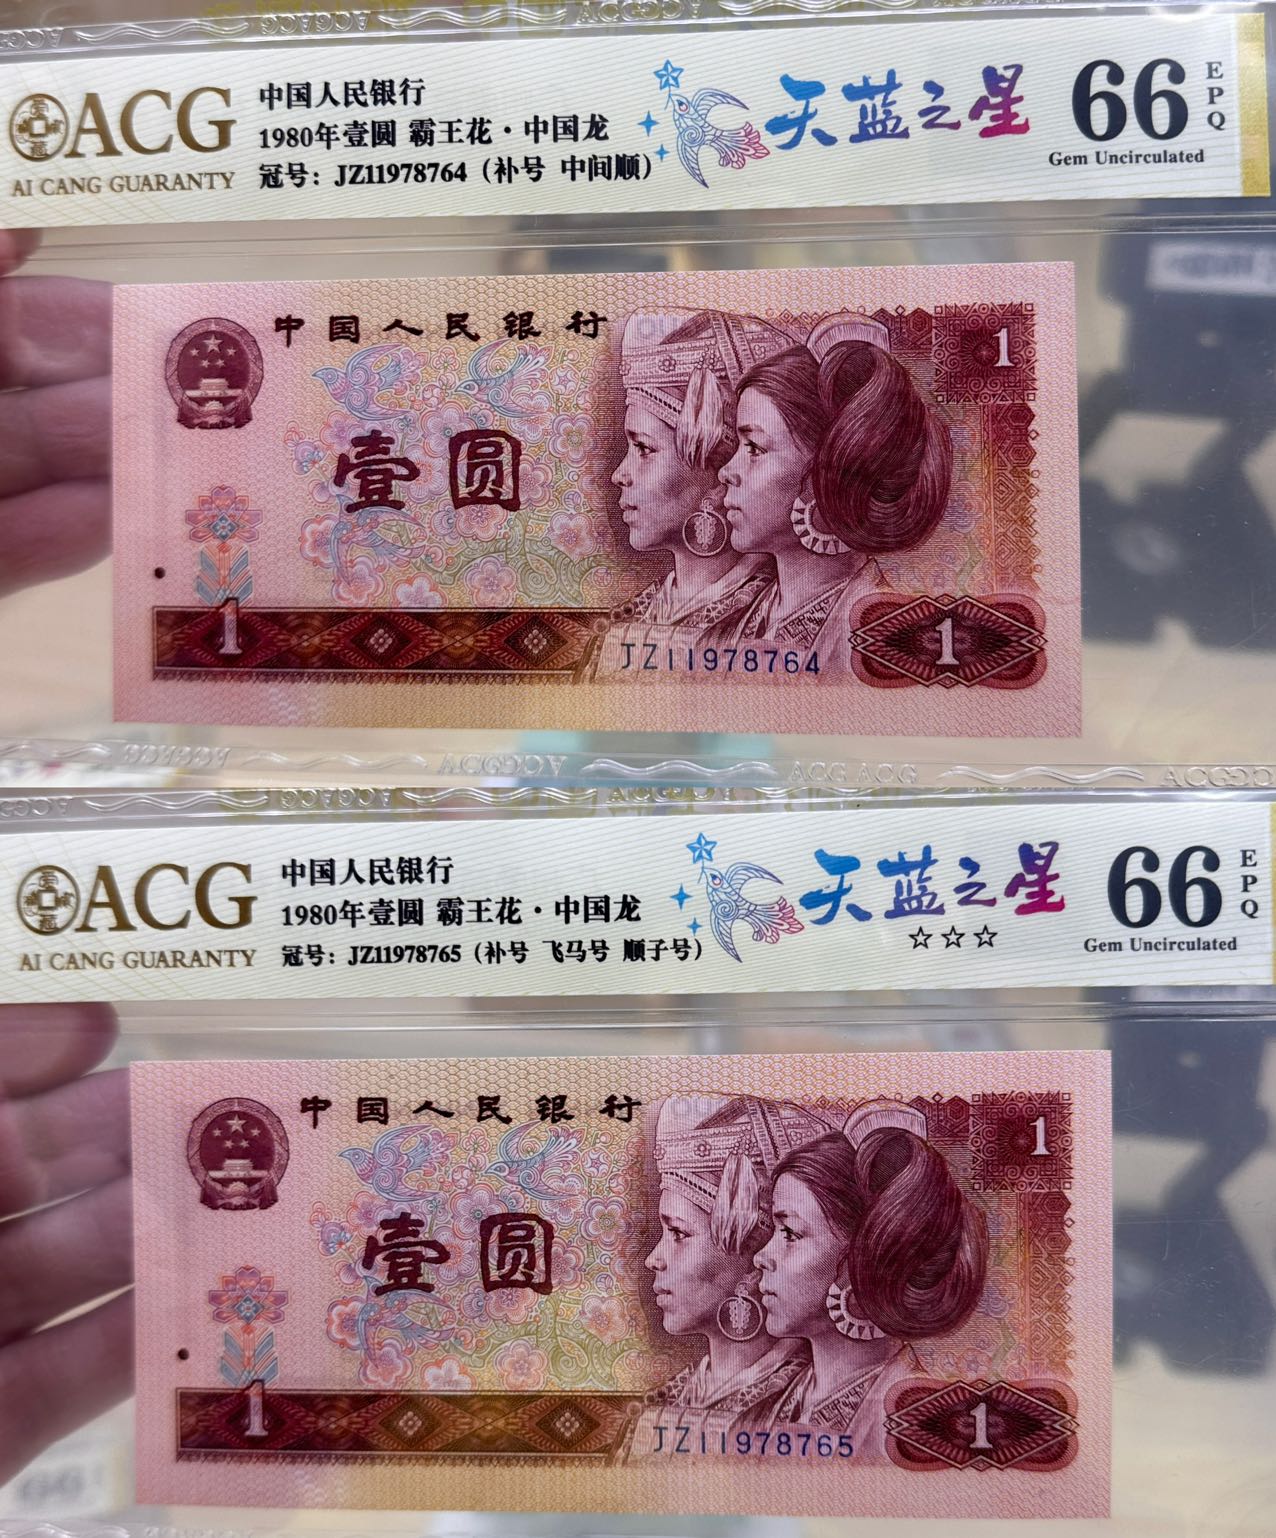 ACG
AI CANG GUARANTY
中国人民银行
1980年壹圆 霸王花·中国龙
冠号：JZ11978764（补号 中间顺）
天蓝之星
66
EPQ
Gem Uncirculated
中国人民银行
1
壹圆
1
JZ11978764
1
ACG ACG
ACG
AI CANG GUARANTY
中国人民银行
1980年壹圆 霸王花·中国龙
冠号：JZ11978765（补号 飞马号 顺子号）
天蓝之星
☆☆☆
66
EPQ
Gem Uncirculated
中国人民银行
1
壹圆
1
JZ11978765
1